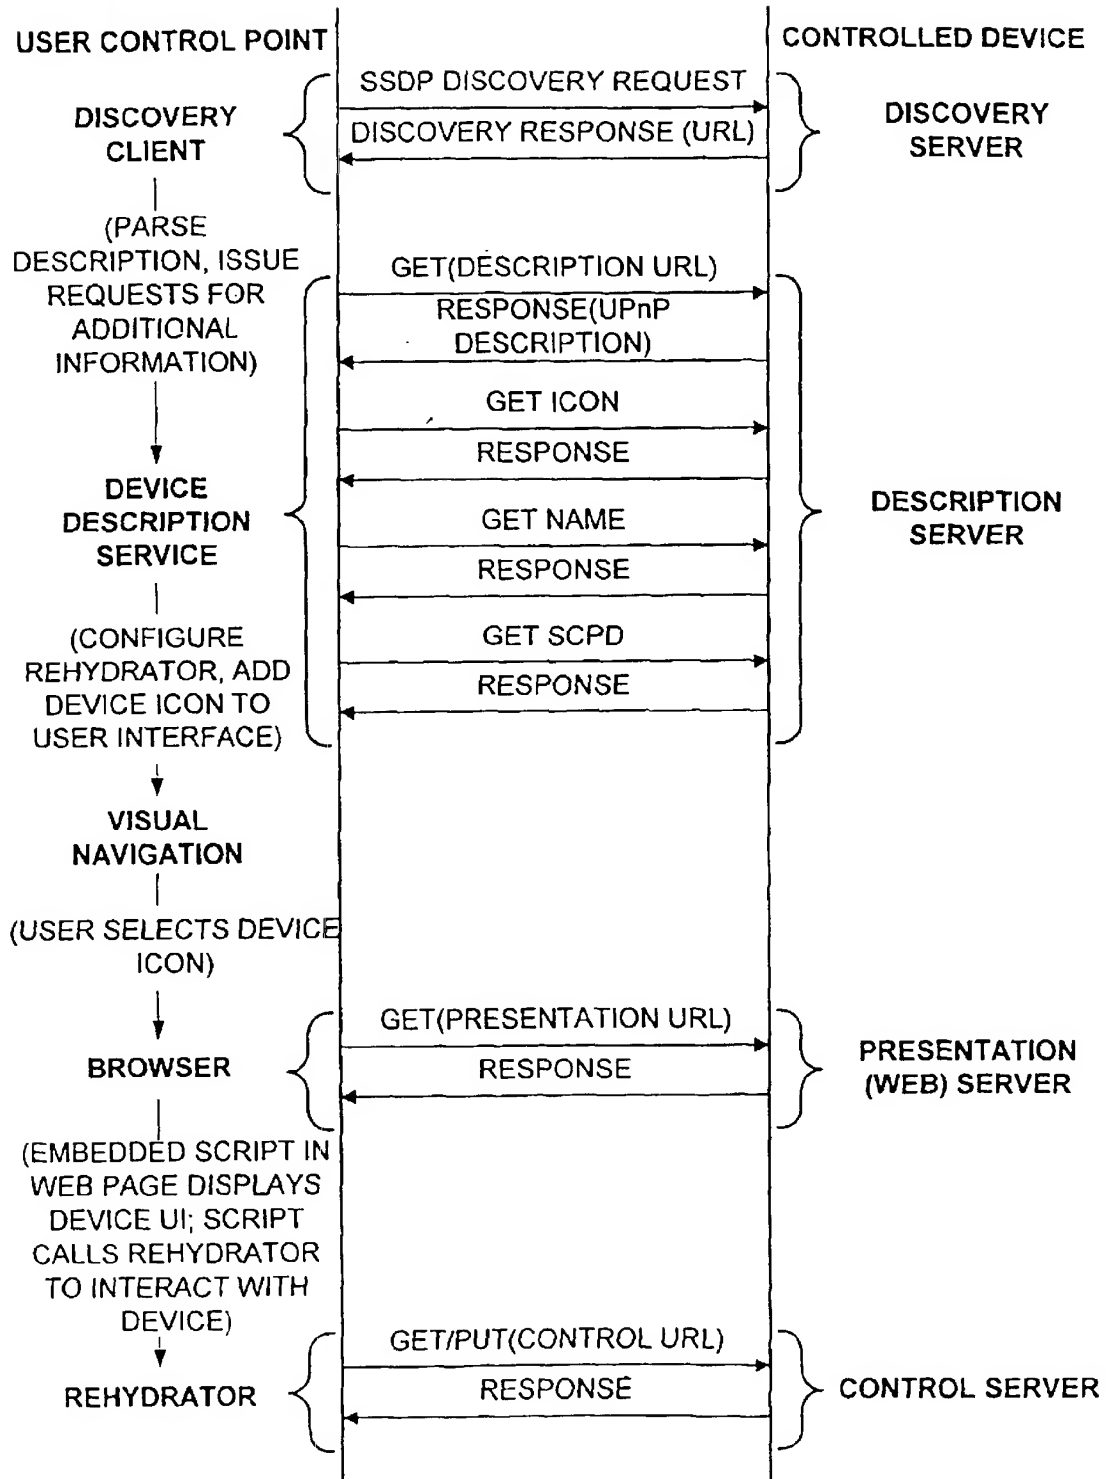 USER CONTROL POINT
CONTROLLED DEVICE
SSDP DISCOVERY REQUEST
DISCOVERY
CLIENT
DISCOVERY RESPONSE (URL)
DISCOVERY
SERVER
(PARSE
DESCRIPTION, ISSUE
REQUESTS FOR
ADDITIONAL
INFORMATION)
GET(DESCRIPTION URL)
RESPONSE(UPnP
DESCRIPTION)
GET ICON
RESPONSE
DEVICE
DESCRIPTION
SERVICE
GET NAME
RESPONSE
DESCRIPTION
SERVER
(CONFIGURE
REHYDRATOR, ADD
DEVICE ICON TO
USER INTERFACE)
GET SCPD
RESPONSE
VISUAL
NAVIGATION
(USER SELECTS DEVICE
ICON)
BROWSER
GET(PRESENTATION URL)
RESPONSE
PRESENTATION
(WEB) SERVER
(EMBEDDED SCRIPT IN
WEB PAGE DISPLAYS
DEVICE UI; SCRIPT
CALLS REHYDRATOR
TO INTERACT WITH
DEVICE)
REHYDRATOR
GET/PUT(CONTROL URL)
RESPONSE
CONTROL SERVER